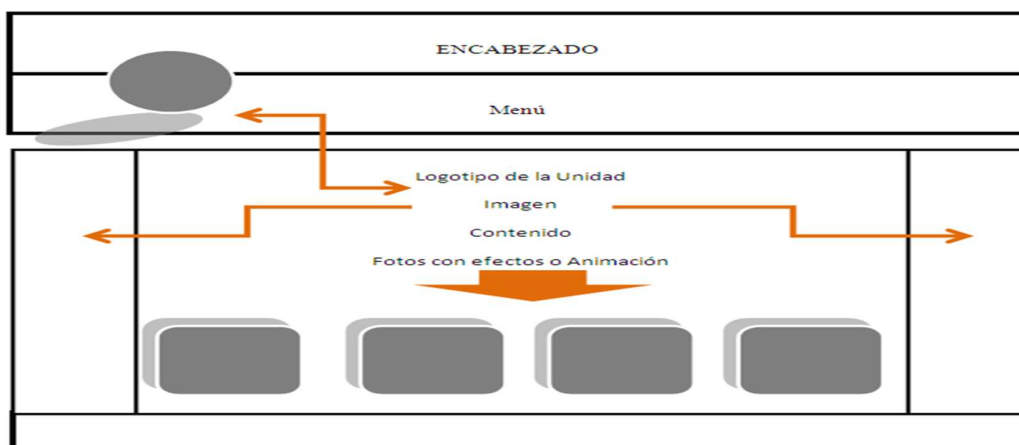 ENCABEZADO
Menú
Logotipo de la Unidad
Imagen
Contenido
Fotos con efectos o Animación